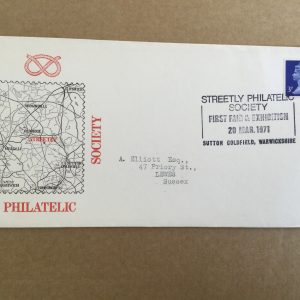 STREETLY PHILATELIC
SOCIETY
FIRST FAIR & EXHIBITION
20 MAR. 1971
SUTTON COLDFIELD, WARWICKSHIRE
STREETLY
SOCIETY
PHILATELIC
A. Elliott Esq.,
47 Priory St.,
LEWES
Sussex